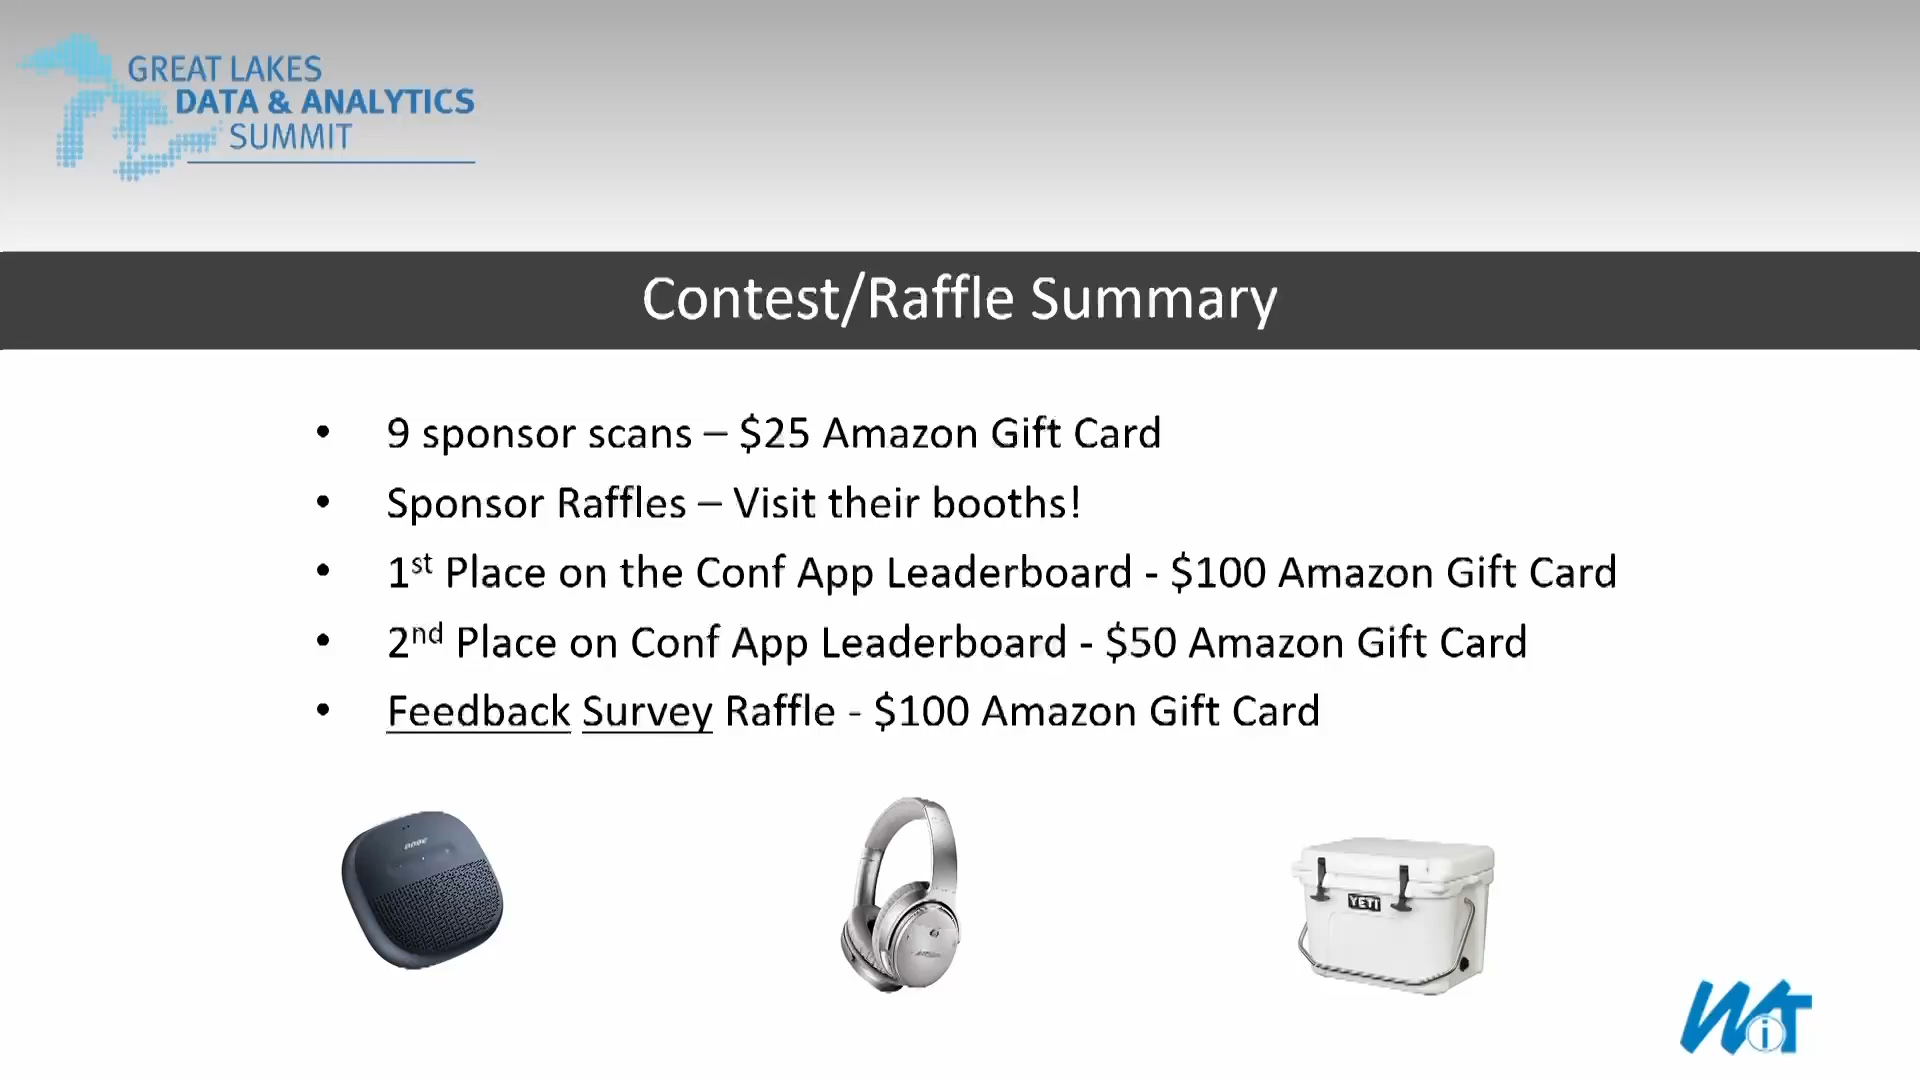 GREAT LAKES
DATA & ANALYTICS
SUMMIT
Contest/Raffle Summary
• 9 sponsor scans – $25 Amazon Gift Card
• Sponsor Raffles – Visit their booths!
• 1st Place on the Conf App Leaderboard - $100 Amazon Gift Card
• 2nd Place on Conf App Leaderboard - $50 Amazon Gift Card
• Feedback Survey Raffle - $100 Amazon Gift Card
BOSE
YETI
WiT